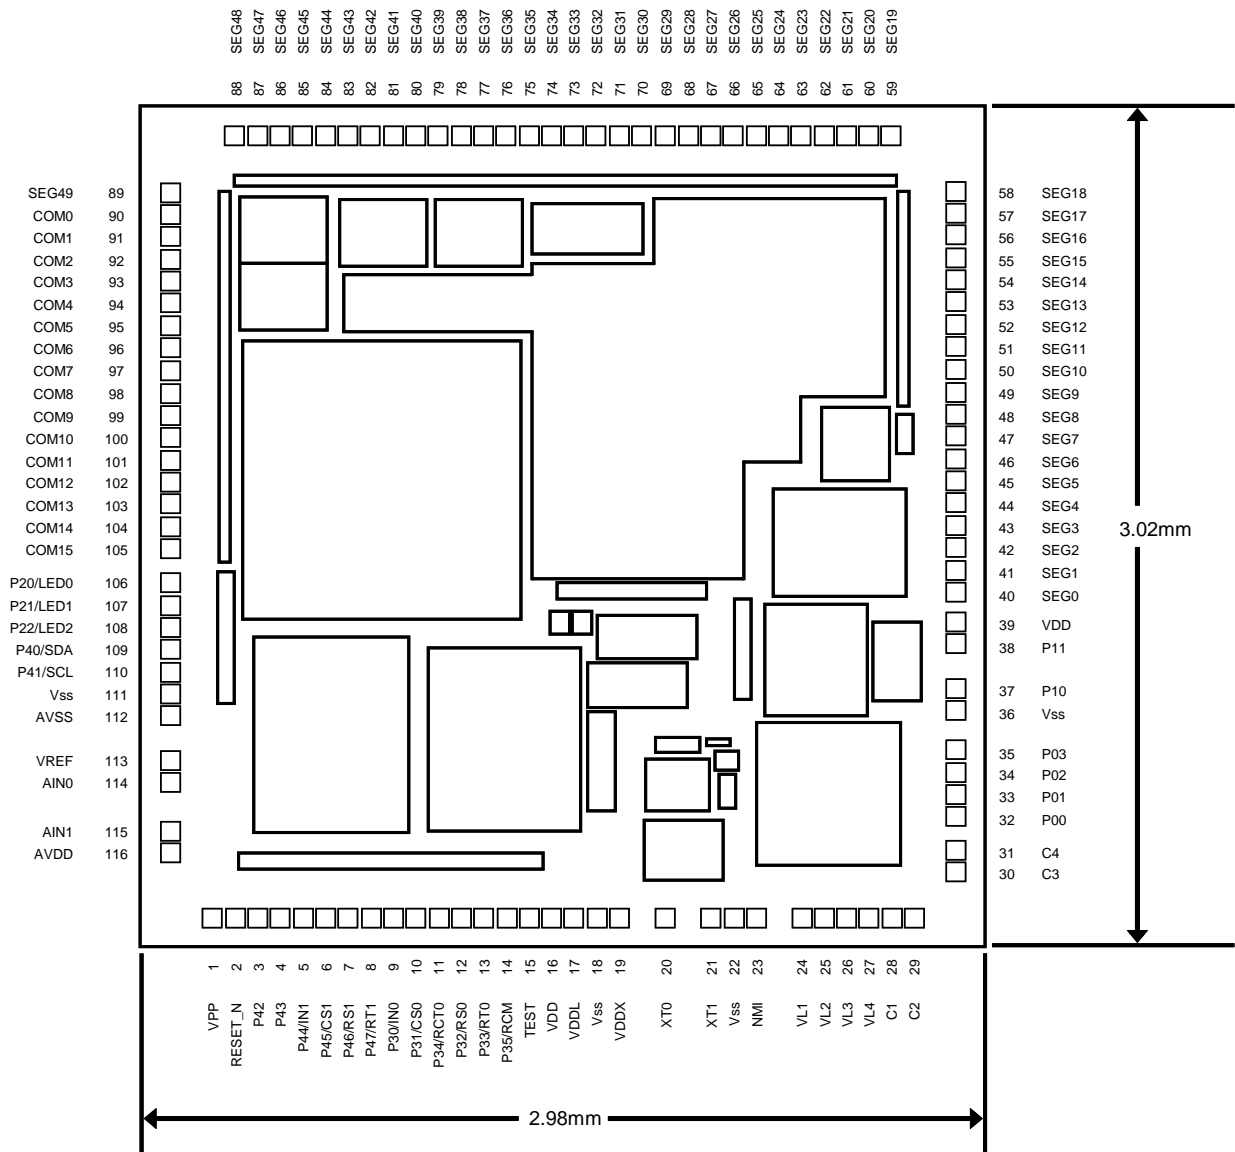 SEG48 SEG47 SEG46 SEG45 SEG44 SEG43 SEG42 SEG41 SEG40 SEG39 SEG38 SEG37 SEG36 SEG35 SEG34 SEG33 SEG32 SEG31 SEG30 SEG29 SEG28 SEG27 SEG26 SEG25 SEG24 SEG23 SEG22 SEG21 SEG20 SEG19
88 87 86 85 84 83 82 81 80 79 78 77 76 75 74 73 72 71 70 69 68 67 66 65 64 63 62 61 60 59
SEG49 89
COM0 90
COM1 91
COM2 92
COM3 93
COM4 94
COM5 95
COM6 96
COM7 97
COM8 98
COM9 99
COM10 100
COM11 101
COM12 102
COM13 103
COM14 104
COM15 105
P20/LED0 106
P21/LED1 107
P22/LED2 108
P40/SDA 109
P41/SCL 110
Vss 111
AVSS 112
VREF 113
AIN0 114
AIN1 115
AVDD 116
58 SEG18
57 SEG17
56 SEG16
55 SEG15
54 SEG14
53 SEG13
52 SEG12
51 SEG11
50 SEG10
49 SEG9
48 SEG8
47 SEG7
46 SEG6
45 SEG5
44 SEG4
43 SEG3
42 SEG2
41 SEG1
40 SEG0
39 VDD
38 P11
37 P10
36 Vss
35 P03
34 P02
33 P01
32 P00
31 C4
30 C3
3.02mm
1 2 3 4 5 6 7 8 9 10 11 12 13 14 15 16 17 18 19 20 21 22 23 24 25 26 27 28 29
VPP RESET_N P42 P43 P44/IN1 P45/CS1 P46/RS1 P47/RT1 P30/IN0 P31/CS0 P34/RCT0 P32/RS0 P33/RT0 P35/RCM TEST VDD VDDL Vss VDDX XT0 XT1 Vss NMI VL1 VL2 VL3 VL4 C1 C2
2.98mm